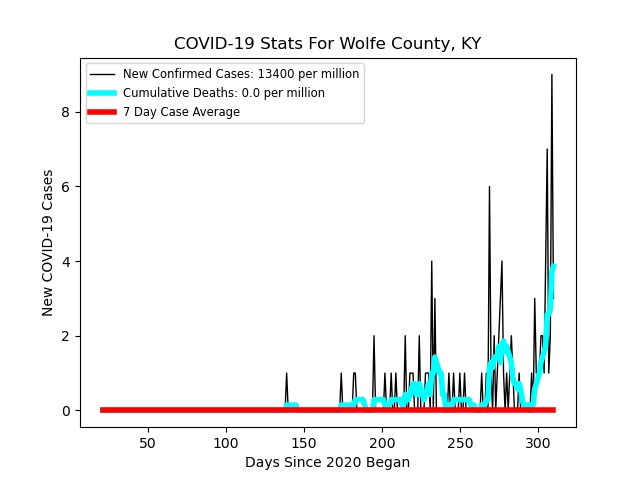 COVID-19 Stats For Wolfe County, KY
New Confirmed Cases: 13400 per million
Cumulative Deaths: 0.0 per million
7 Day Case Average
New COVID-19 Cases
8
6
4
2
0
50 100 150 200 250 300
Days Since 2020 Began